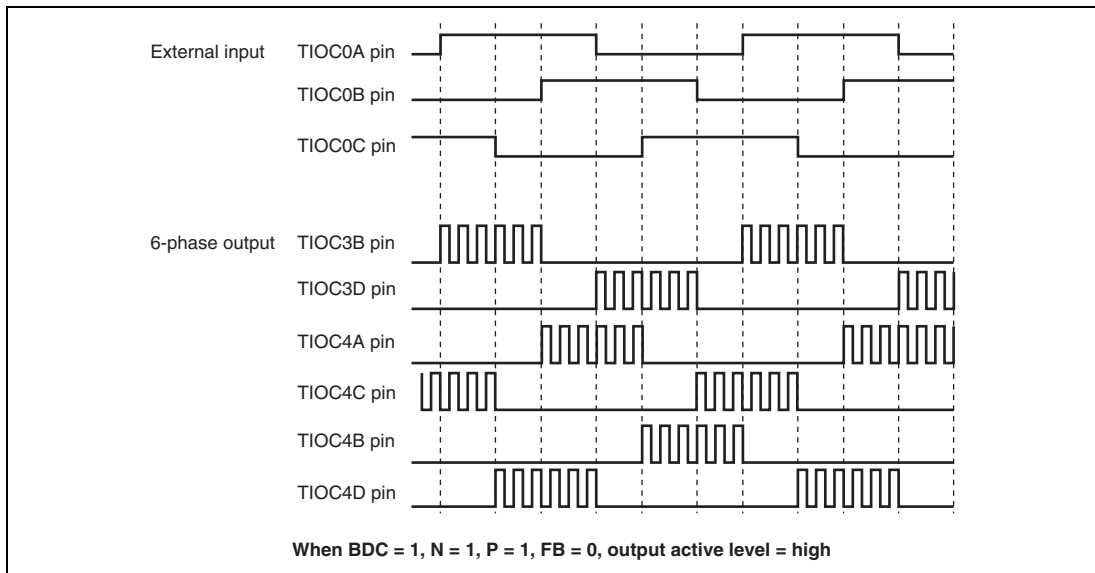 External input TIOC0A pin
TIOC0B pin
TIOC0C pin
6-phase output TIOC3B pin
TIOC3D pin
TIOC4A pin
TIOC4C pin
TIOC4B pin
TIOC4D pin
When BDC = 1, N = 1, P = 1, FB = 0, output active level = high